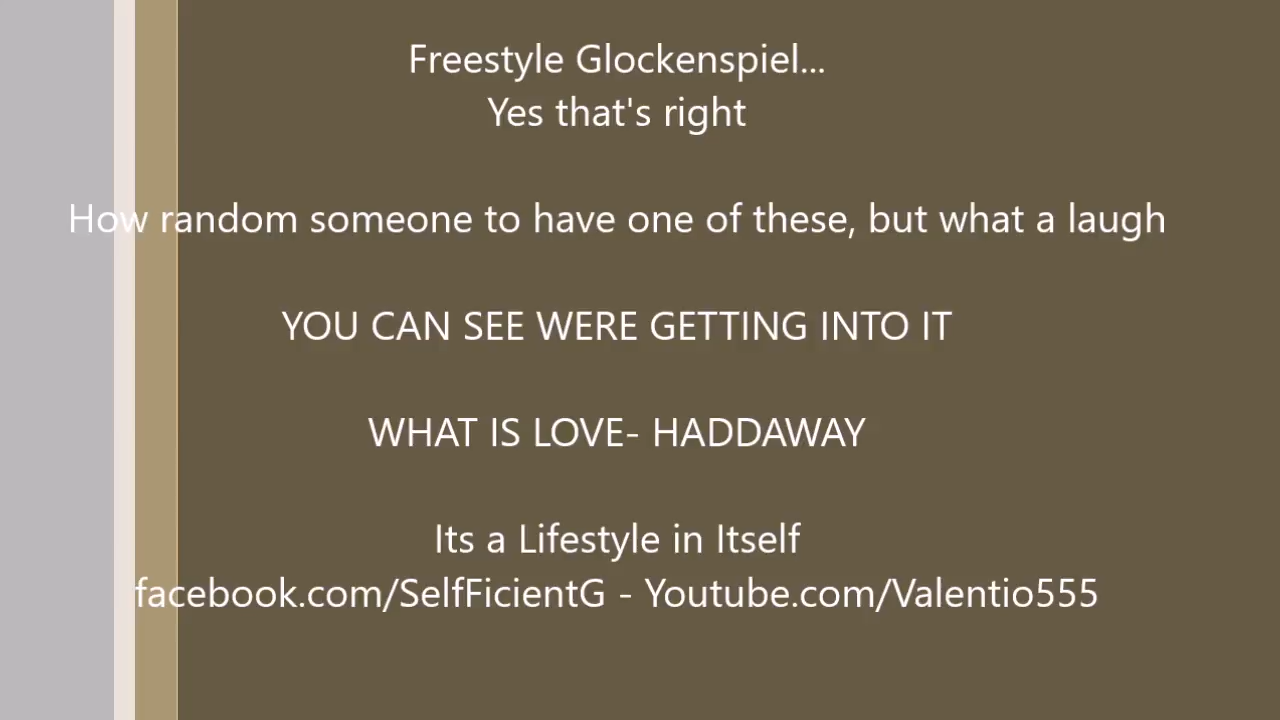 Freestyle Glockenspiel...
Yes that's right
How random someone to have one of these, but what a laugh
YOU CAN SEE WERE GETTING INTO IT
WHAT IS LOVE- HADDAWAY
Its a Lifestyle in Itself
facebook.com/SelfFicientG - Youtube.com/Valentio555